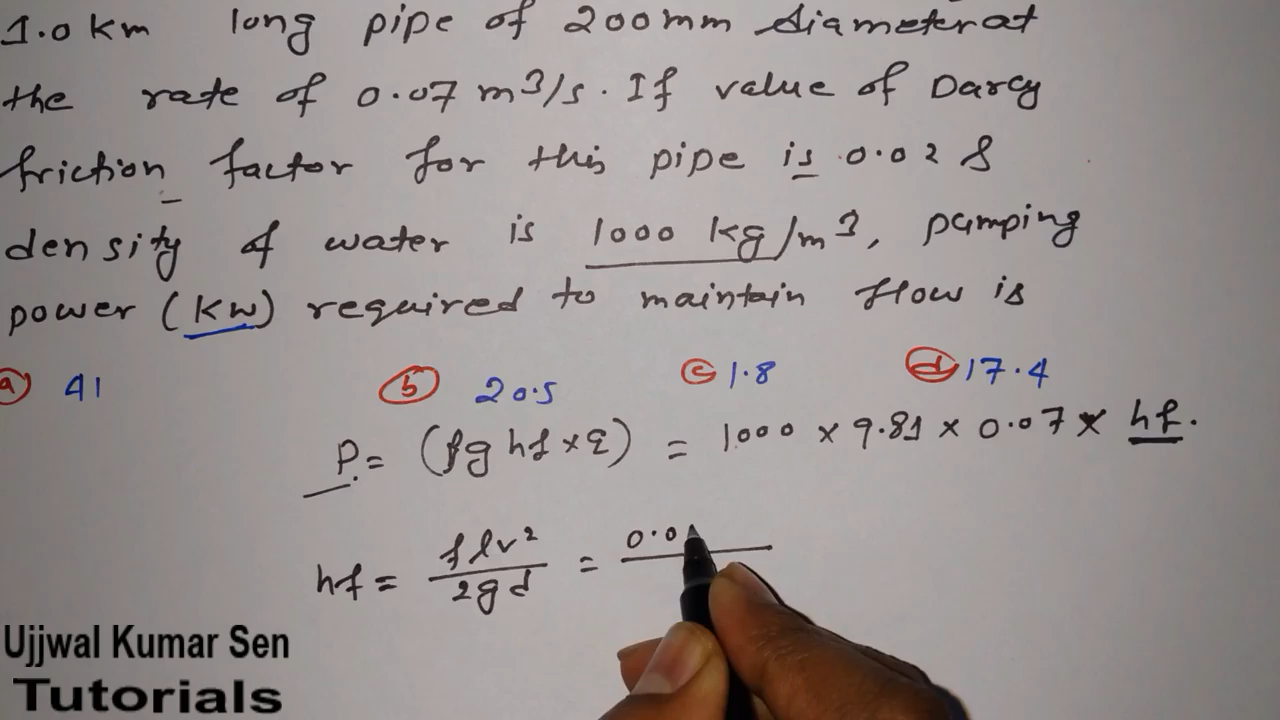 1.0 km long pipe of 200mm diameter at
the rate of 0.07 m3/s. If value of Darcy
friction factor for this pipe is 0.02 &
density of water is 1000 kg/m3, pumping
power (KW) required to maintain flow is
a 41 b 20.5 c 1.8 d 17.4
P = (ρg hf × Q) = 1000 × 9.81 × 0.07 × hf.
hf = flv²/2gd = 0.0
Ujjwal Kumar Sen
Tutorials